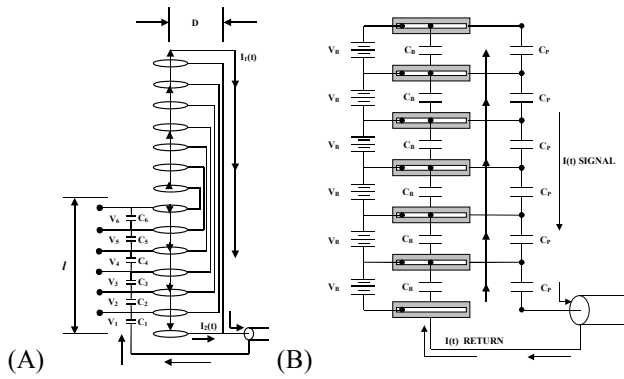 D
I₁(t)
V₆ C₆
V₅ C₅
V₄ C₄
V₃ C₃
V₂ C₂
V₁ C₁
l
I₂(t)
(A)
V_B C_B C_P
V_B C_B C_P
V_B C_B C_P
I(t) SIGNAL
V_B C_B C_P
V_B C_B C_P
V_B C_B C_P
I(t) RETURN
(B)